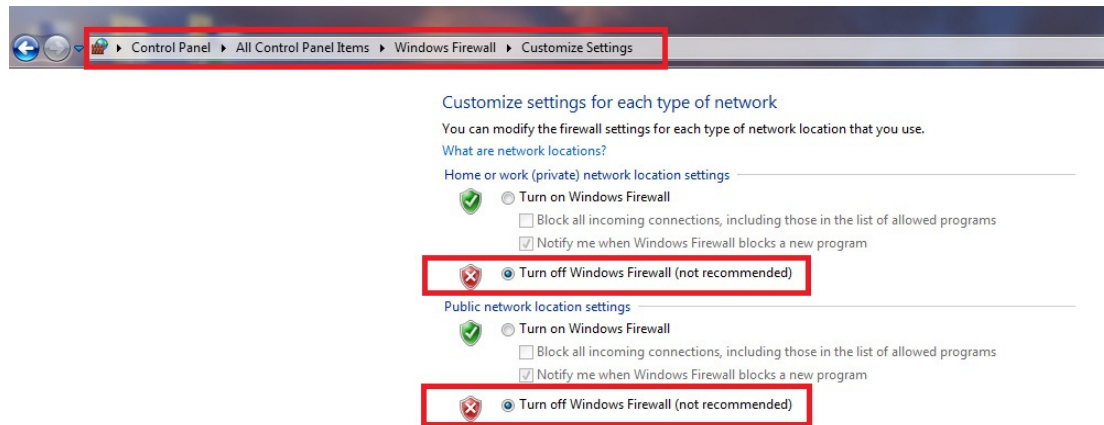 Control Panel ▸ All Control Panel Items ▸ Windows Firewall ▸ Customize Settings
Customize settings for each type of network
You can modify the firewall settings for each type of network location that you use.
What are network locations?
Home or work (private) network location settings
Turn on Windows Firewall
Block all incoming connections, including those in the list of allowed programs
Notify me when Windows Firewall blocks a new program
Turn off Windows Firewall (not recommended)
Public network location settings
Turn on Windows Firewall
Block all incoming connections, including those in the list of allowed programs
Notify me when Windows Firewall blocks a new program
Turn off Windows Firewall (not recommended)